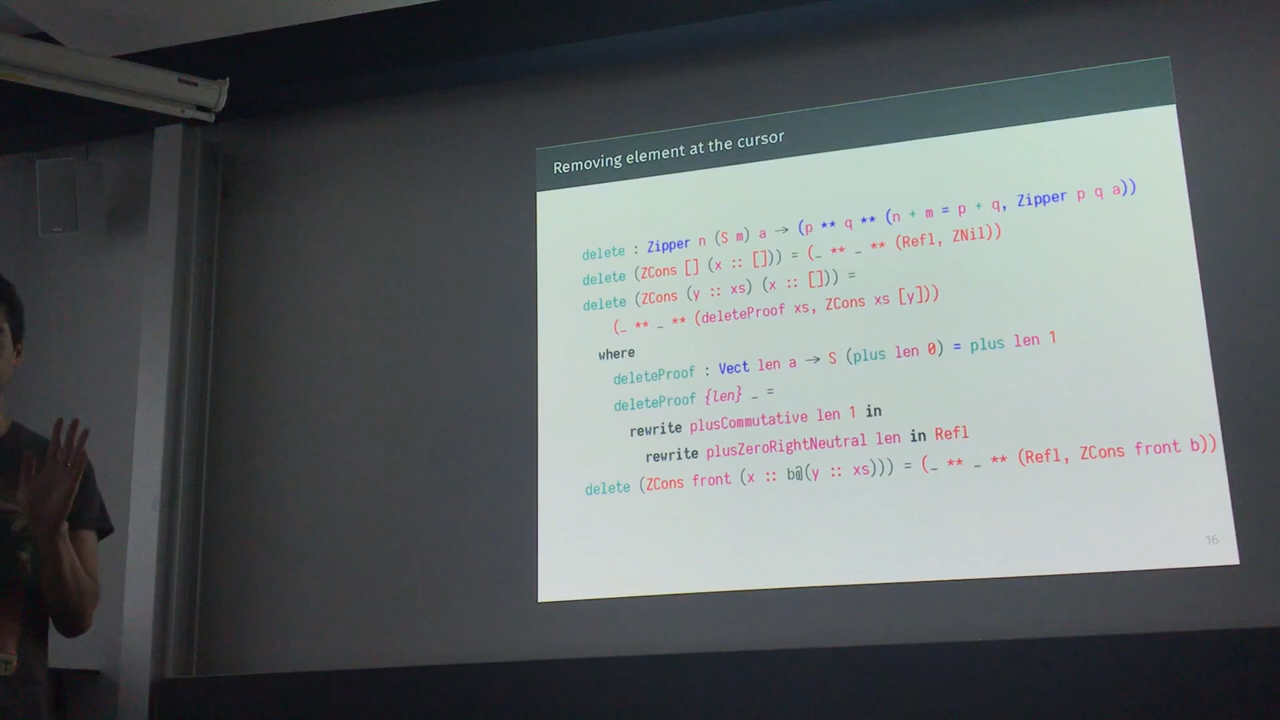 Removing element at the cursor
delete : Zipper n (S m) a → (p ** q ** (n + m = p + q, Zipper p q a))
delete (ZCons [] (x :: [])) = (_ ** _ ** (Refl, ZNil))
delete (ZCons (y :: xs) (x :: [])) =
(_ ** _ ** (deleteProof xs, ZCons xs [y]))
where
deleteProof : Vect len a → S (plus len 0) = plus len 1
deleteProof {len} _ =
rewrite plusCommutative len 1 in
rewrite plusZeroRightNeutral len in Refl
delete (ZCons front (x :: b@(y :: xs))) = (_ ** _ ** (Refl, ZCons front b))
16